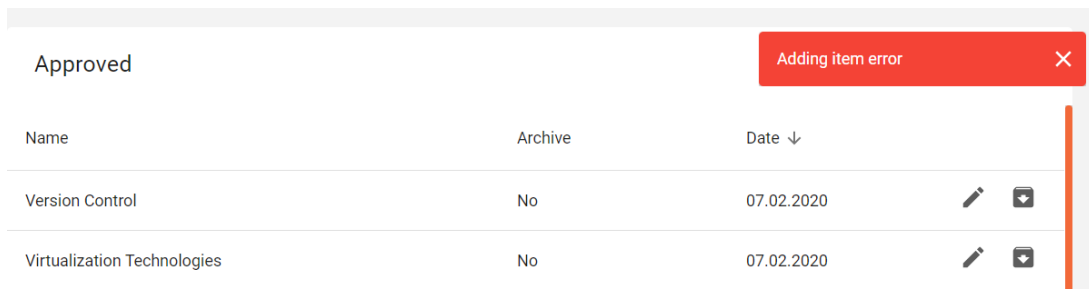 Approved
Adding item error
Name Archive Date
Version Control No 07.02.2020
Virtualization Technologies No 07.02.2020